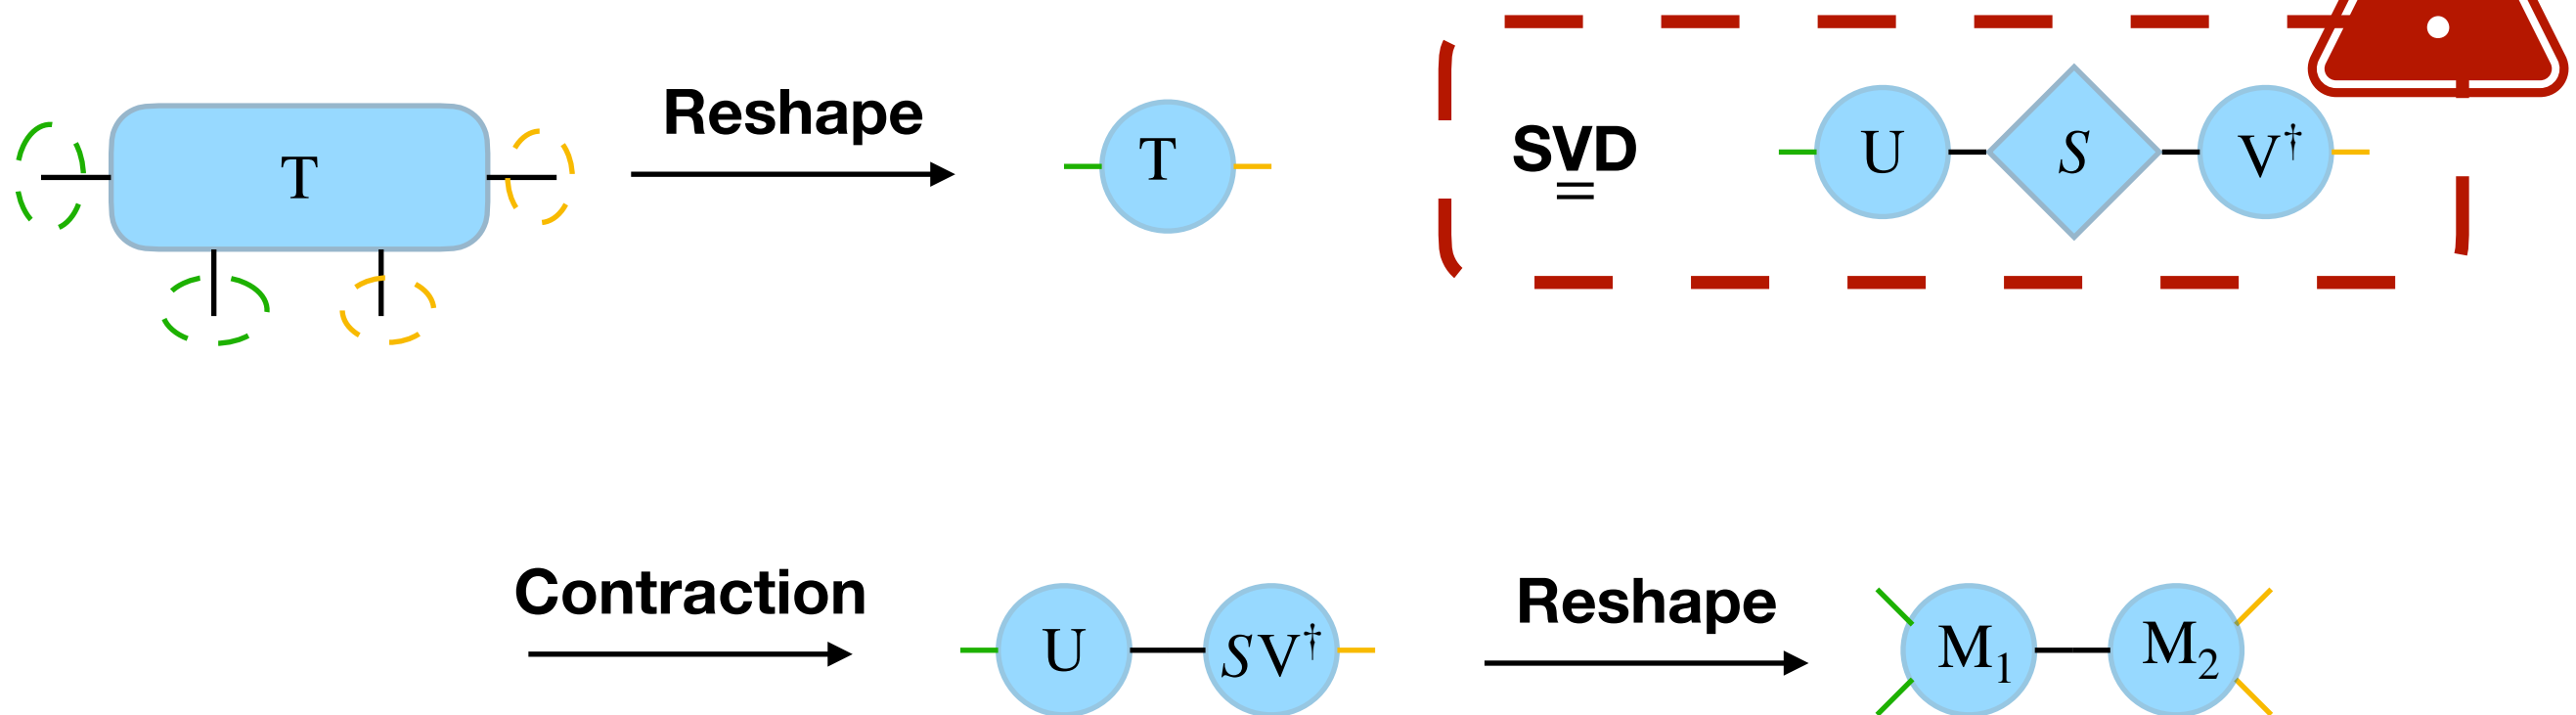 Reshape
T
T
SVD
=
U
S
V†
Contraction
U
SV†
Reshape
M₁
M₂